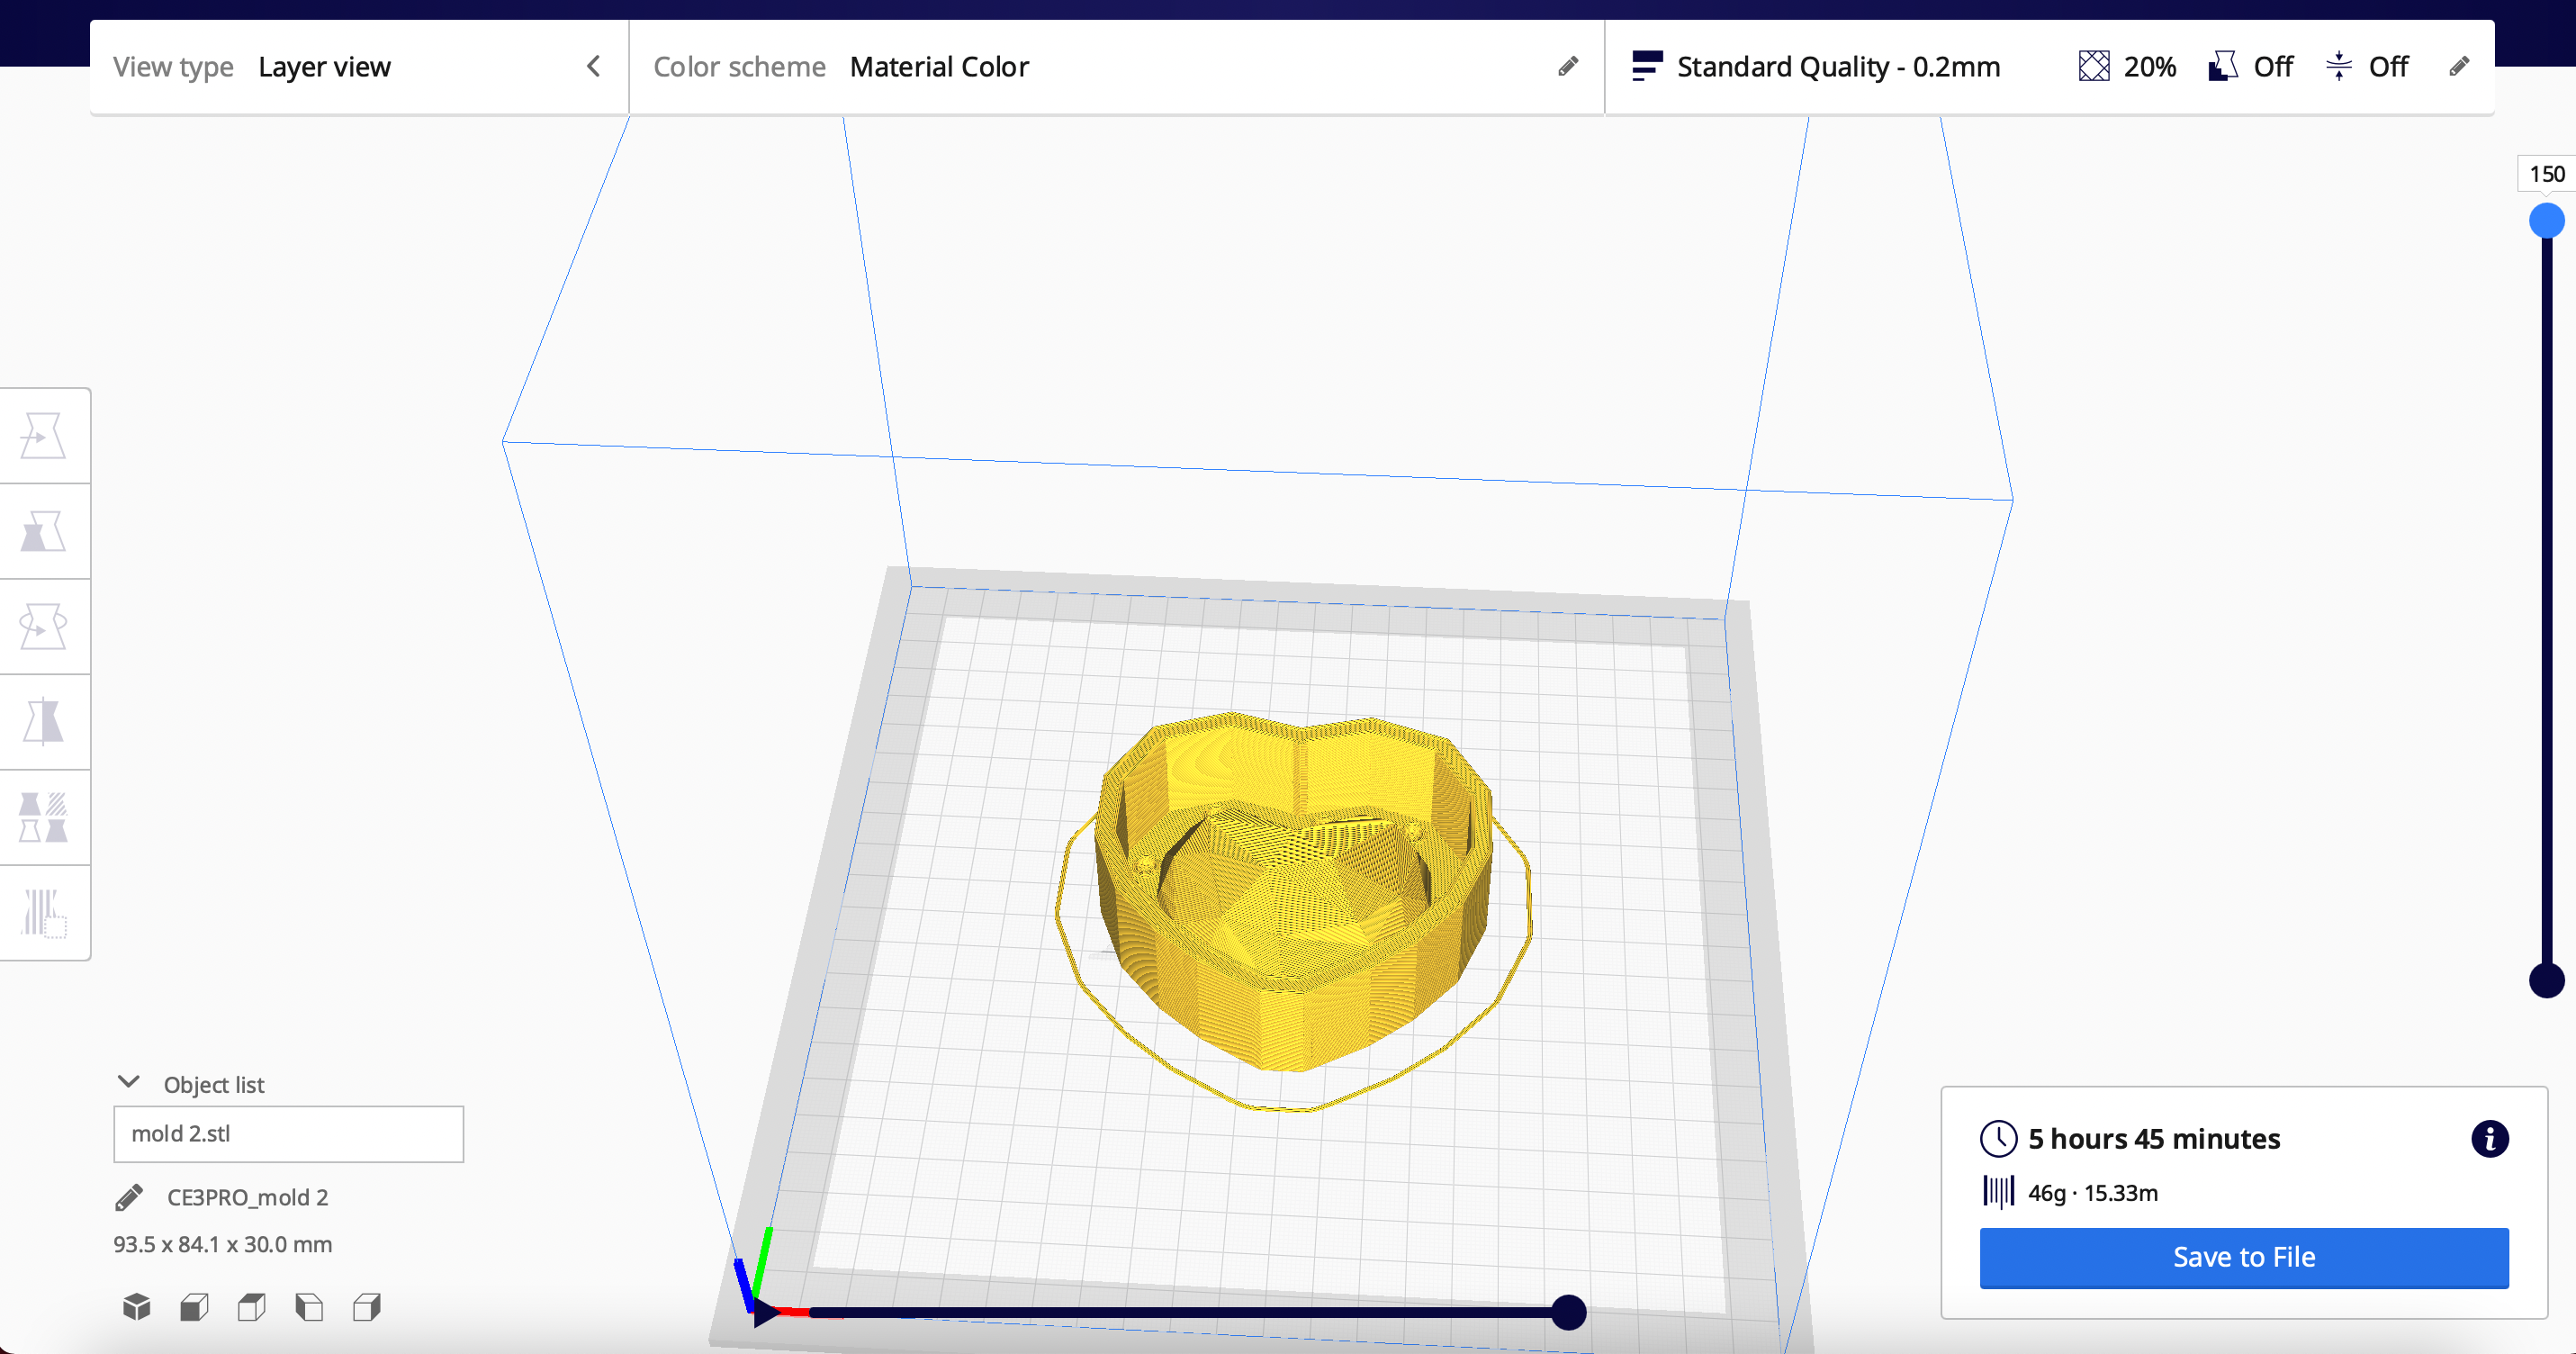 View type Layer view
Color scheme Material Color
Standard Quality - 0.2mm 20% Off Off
150
Object list
mold 2.stl
CE3PRO_mold 2
93.5 x 84.1 x 30.0 mm
5 hours 45 minutes
46g · 15.33m
Save to File